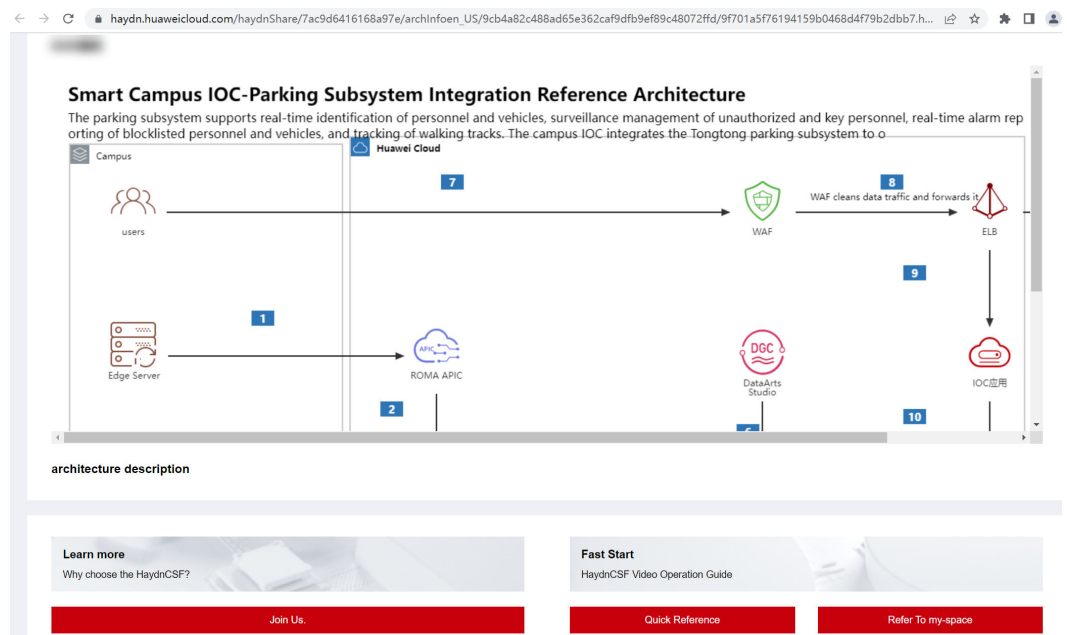 haydn.huaweicloud.com/haydnShare/7ac9d6416168a97e/archInfoen_US/9cb4a82c488ad65e362caf9dfb9ef89c48072ffd/9f701a5f76194159b0468d4f79b2dbb7.h...
Smart Campus IOC-Parking Subsystem Integration Reference Architecture
The parking subsystem supports real-time identification of personnel and vehicles, surveillance management of unauthorized and key personnel, real-time alarm rep
orting of blocklisted personnel and vehicles, and tracking of walking tracks. The campus IOC integrates the Tongtong parking subsystem to o
Campus
Huawei Cloud
7
8
WAF cleans data traffic and forwards it
users
WAF
ELB
9
1
APIC
DGC
Edge Server
ROMA APIC
DataArts
Studio
IOC应用
2
10
architecture description
Learn more
Why choose the HaydnCSF?
Fast Start
HaydnCSF Video Operation Guide
Join Us.
Quick Reference
Refer To my-space